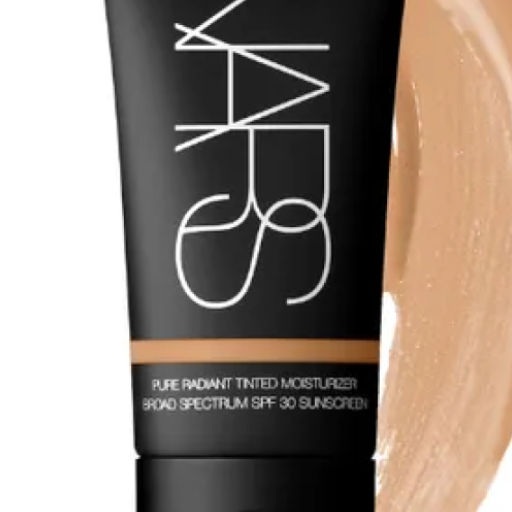 NARS
PURE RADIANT TINTED MOISTURIZER
BROAD SPECTRUM SPF 30 SUNSCREEN